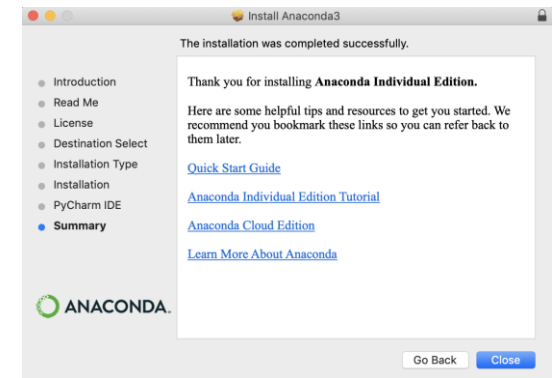 Install Anaconda3
The installation was completed successfully.
Introduction
Read Me
License
Destination Select
Installation Type
Installation
PyCharm IDE
Summary
Thank you for installing Anaconda Individual Edition.
Here are some helpful tips and resources to get you started. We
recommend you bookmark these links so you can refer back to
them later.
Quick Start Guide
Anaconda Individual Edition Tutorial
Anaconda Cloud Edition
Learn More About Anaconda
ANACONDA.
Go Back
Close